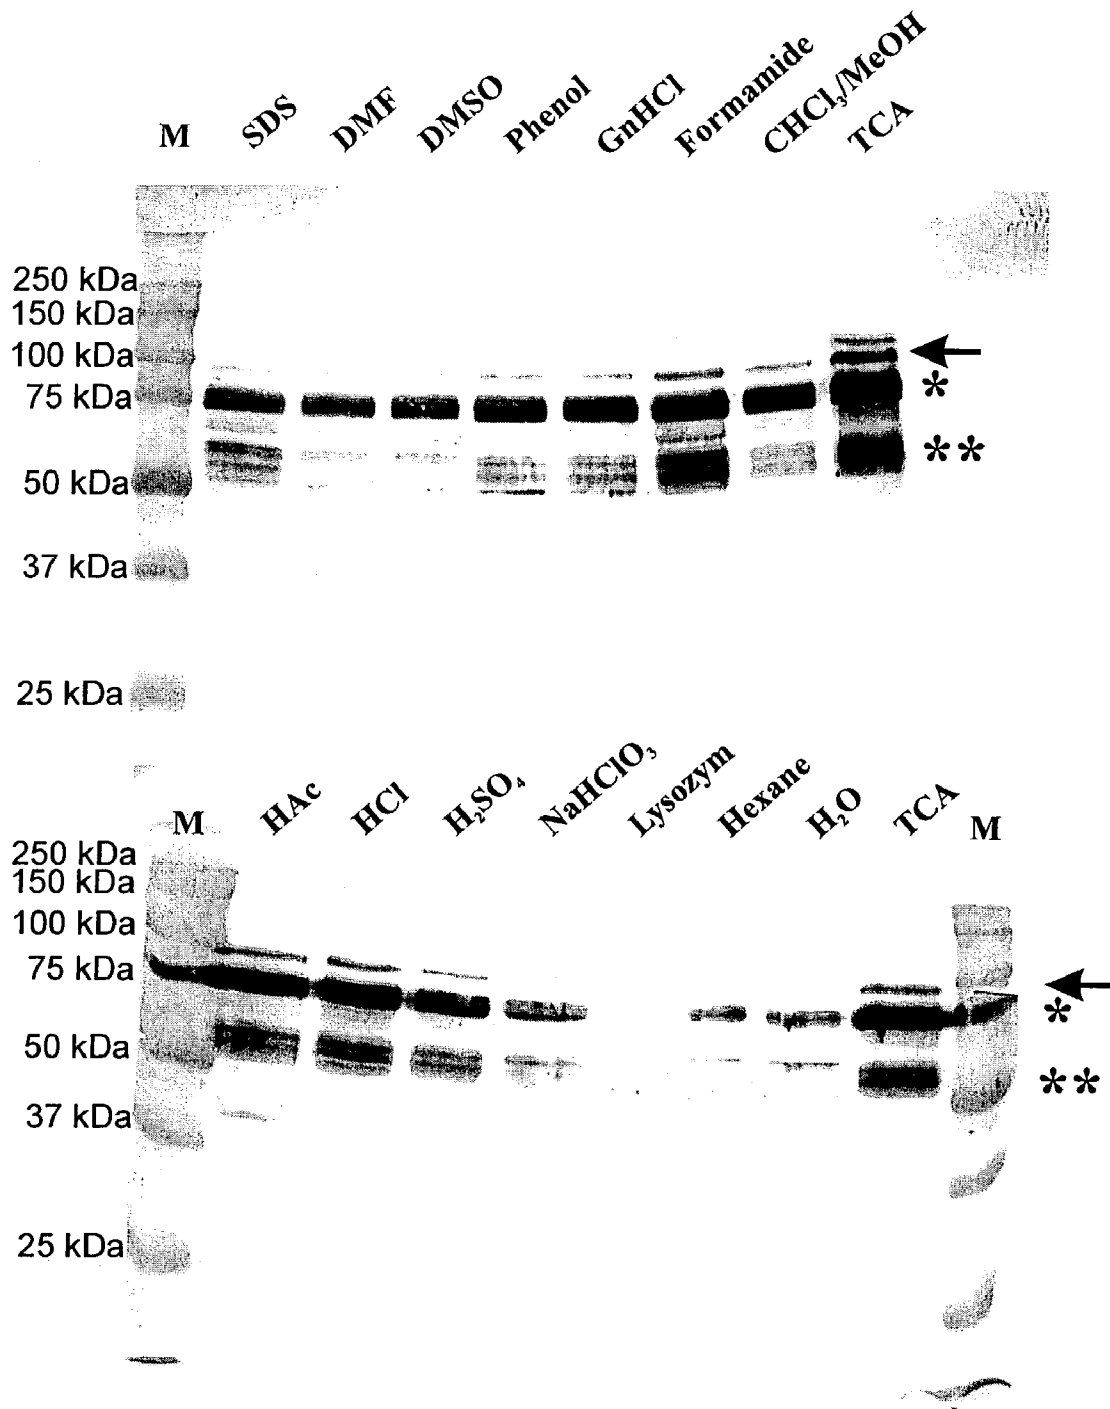 M SDS DMF DMSO Phenol GnHCl Formamide CHCl₃/MeOH TCA
250 kDa
150 kDa
100 kDa
75 kDa
*
**
50 kDa
37 kDa
25 kDa
M HAc HCl H₂SO₄ NaHClO₃ Lysozym Hexane H₂O TCA M
250 kDa
150 kDa
100 kDa
75 kDa
*
50 kDa
**
37 kDa
25 kDa